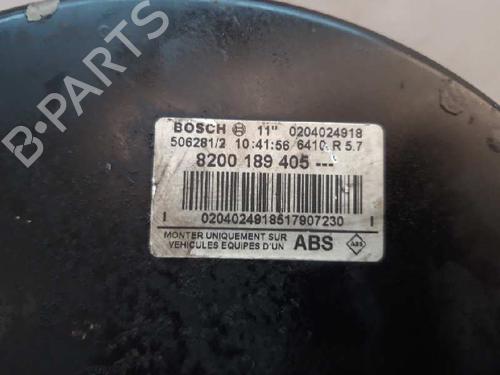 B-PARTS
BOSCH 11" 0204024918
506281/2 10:41:56 6410 R 5.7
8200 189 405 ---
I 0204024918517907230 I
MONTER UNIQUEMENT SUR
VEHICULES EQUIPES D'UN ABS ABS